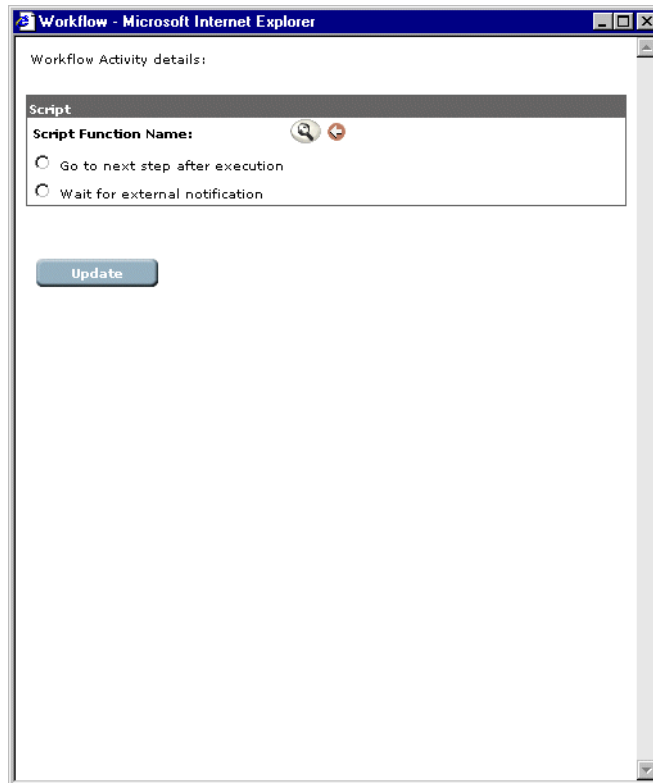 Workflow - Microsoft Internet Explorer
Workflow Activity details:
Script
Script Function Name:
Go to next step after execution
Wait for external notification
Update